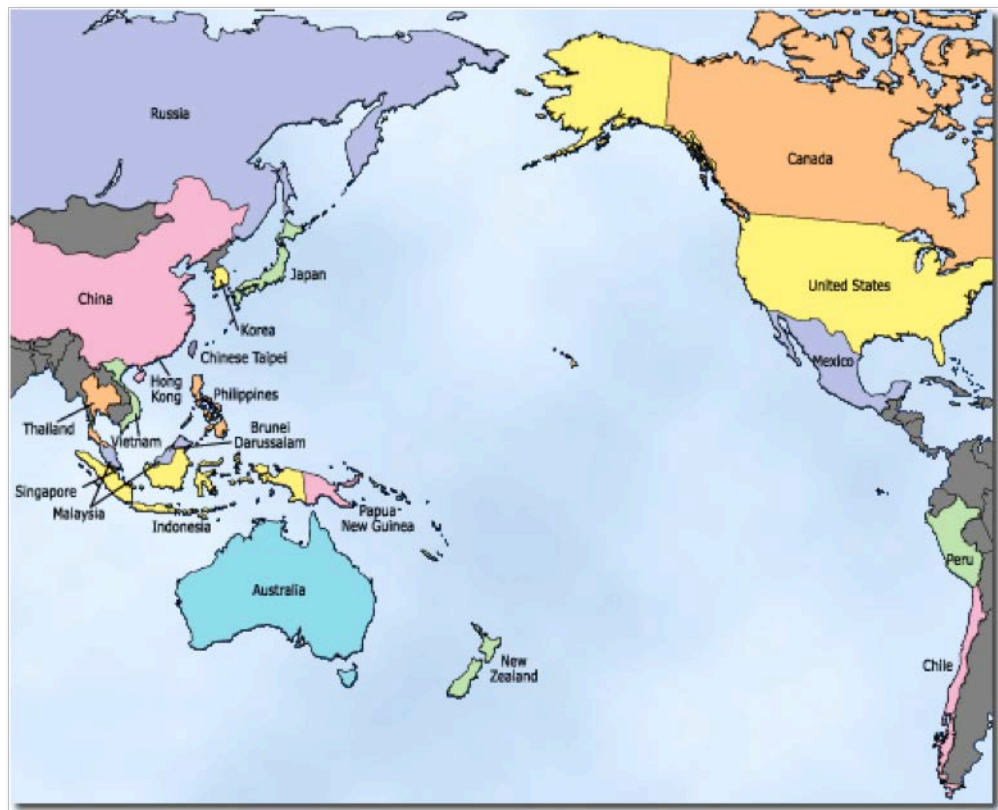 Russia
Canada
Japan
United States
China
Korea
Chinese Taipei
Mexico
Hong
Kong
Philippines
Thailand
Vietnam
Brunei
Darussalam
Singapore
Malaysia
Indonesia
Papua-
New Guinea
Peru
Australia
New
Zealand
Chile